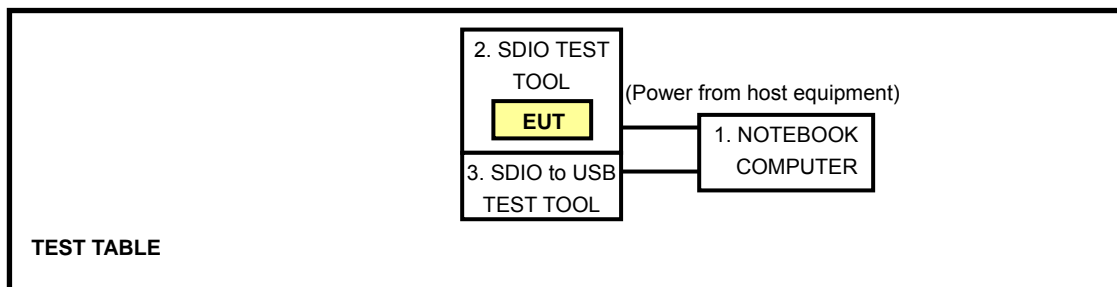 2. SDIO TEST
TOOL
EUT
(Power from host equipment)
1. NOTEBOOK
COMPUTER
3. SDIO to USB
TEST TOOL
TEST TABLE